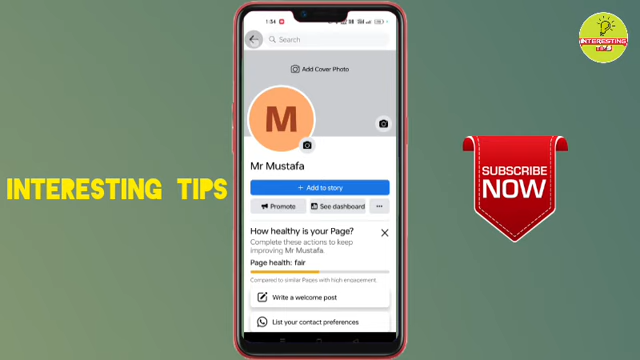 1:54
Search
Add Cover Photo
M
Mr Mustafa
+ Add to story
Promote
See dashboard
How healthy is your Page?
Complete these actions to keep
improving Mr Mustafa.
Page health: fair
Compared to similar Pages with high engagement.
Write a welcome post
List your contact preferences
INTERESTING TIPS
INTERESTING
TIPS
SUBSCRIBE
NOW